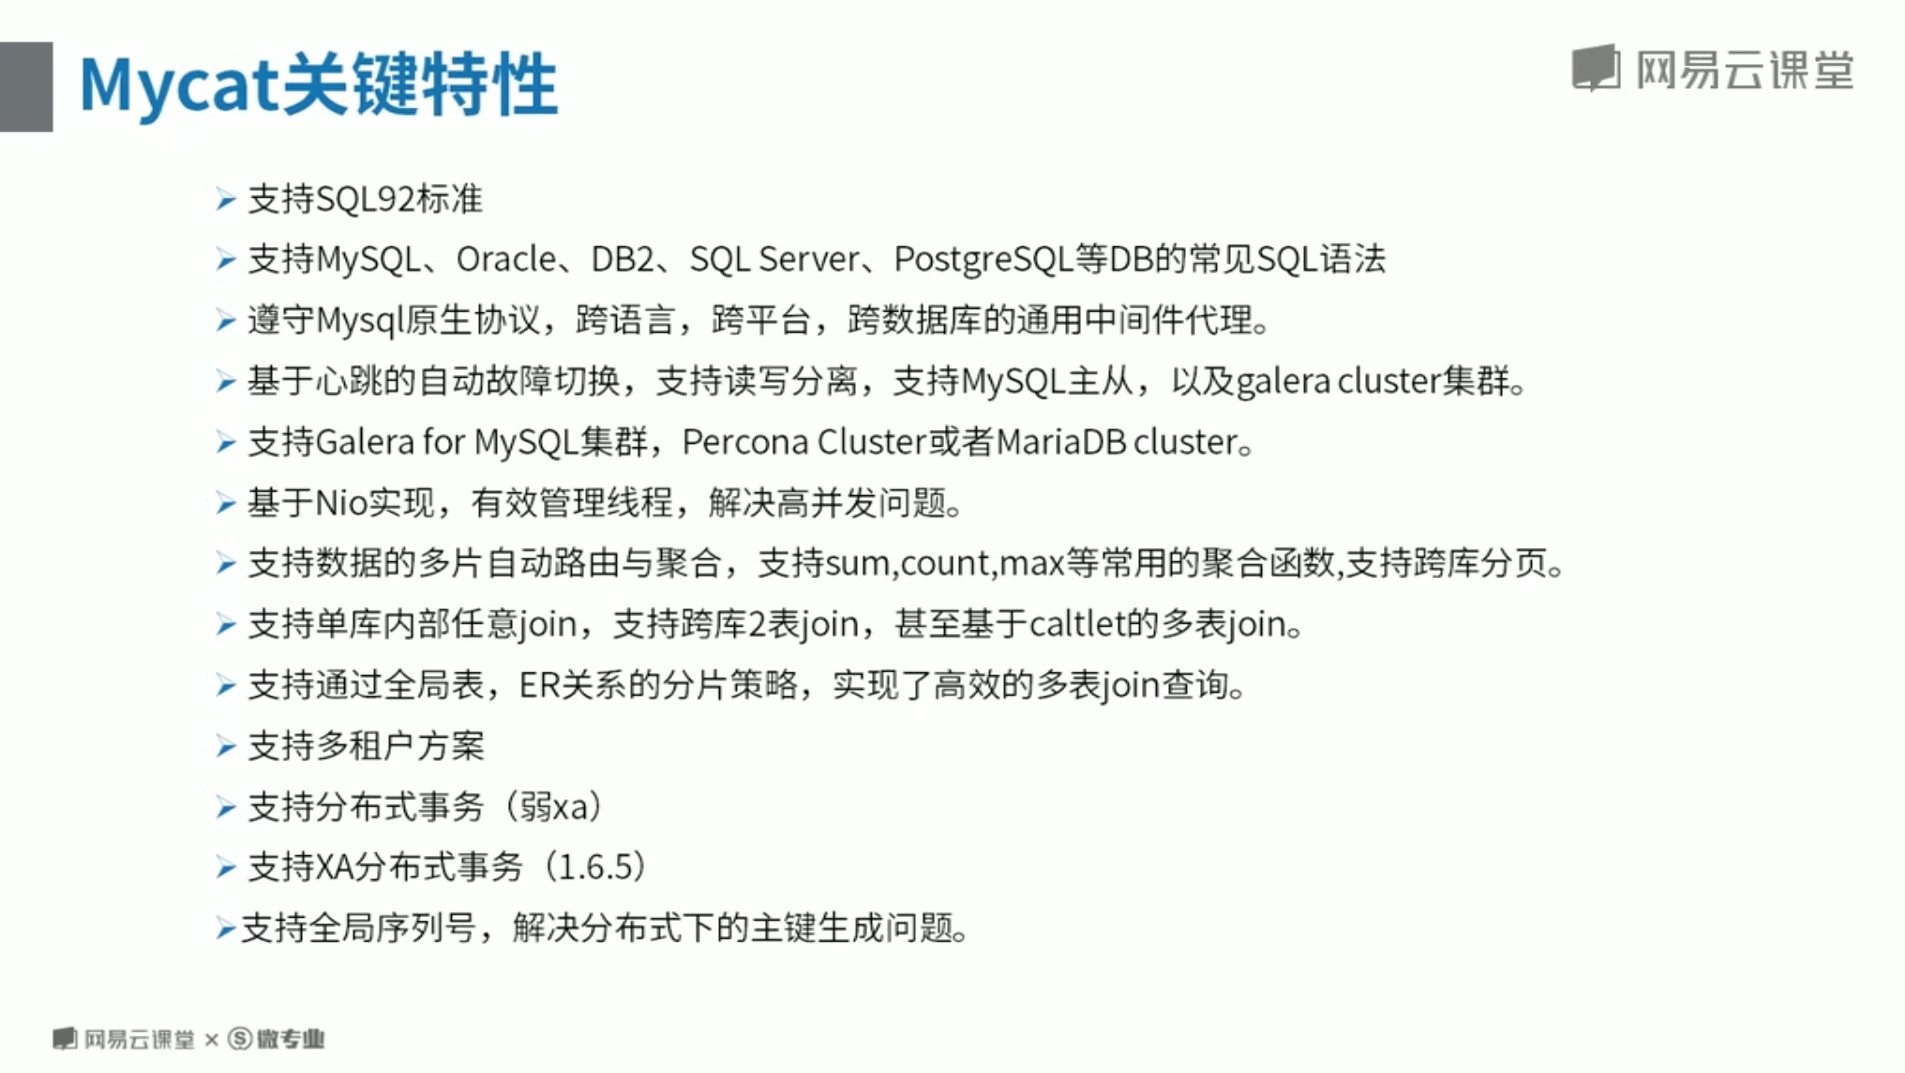 Mycat关键特性
网易云课堂
支持SQL92标准
支持MySQL、Oracle、DB2、SQL Server、PostgreSQL等DB的常见SQL语法
遵守Mysql原生协议，跨语言，跨平台，跨数据库的通用中间件代理。
基于心跳的自动故障切换，支持读写分离，支持MySQL主从，以及galera cluster集群。
支持Galera for MySQL集群，Percona Cluster或者MariaDB cluster。
基于Nio实现，有效管理线程，解决高并发问题。
支持数据的多片自动路由与聚合，支持sum,count,max等常用的聚合函数,支持跨库分页。
支持单库内部任意join，支持跨库2表join，甚至基于caltlet的多表join。
支持通过全局表，ER关系的分片策略，实现了高效的多表join查询。
支持多租户方案
支持分布式事务（弱xa）
支持XA分布式事务（1.6.5）
支持全局序列号，解决分布式下的主键生成问题。
网易云课堂 × Ⓢ微专业